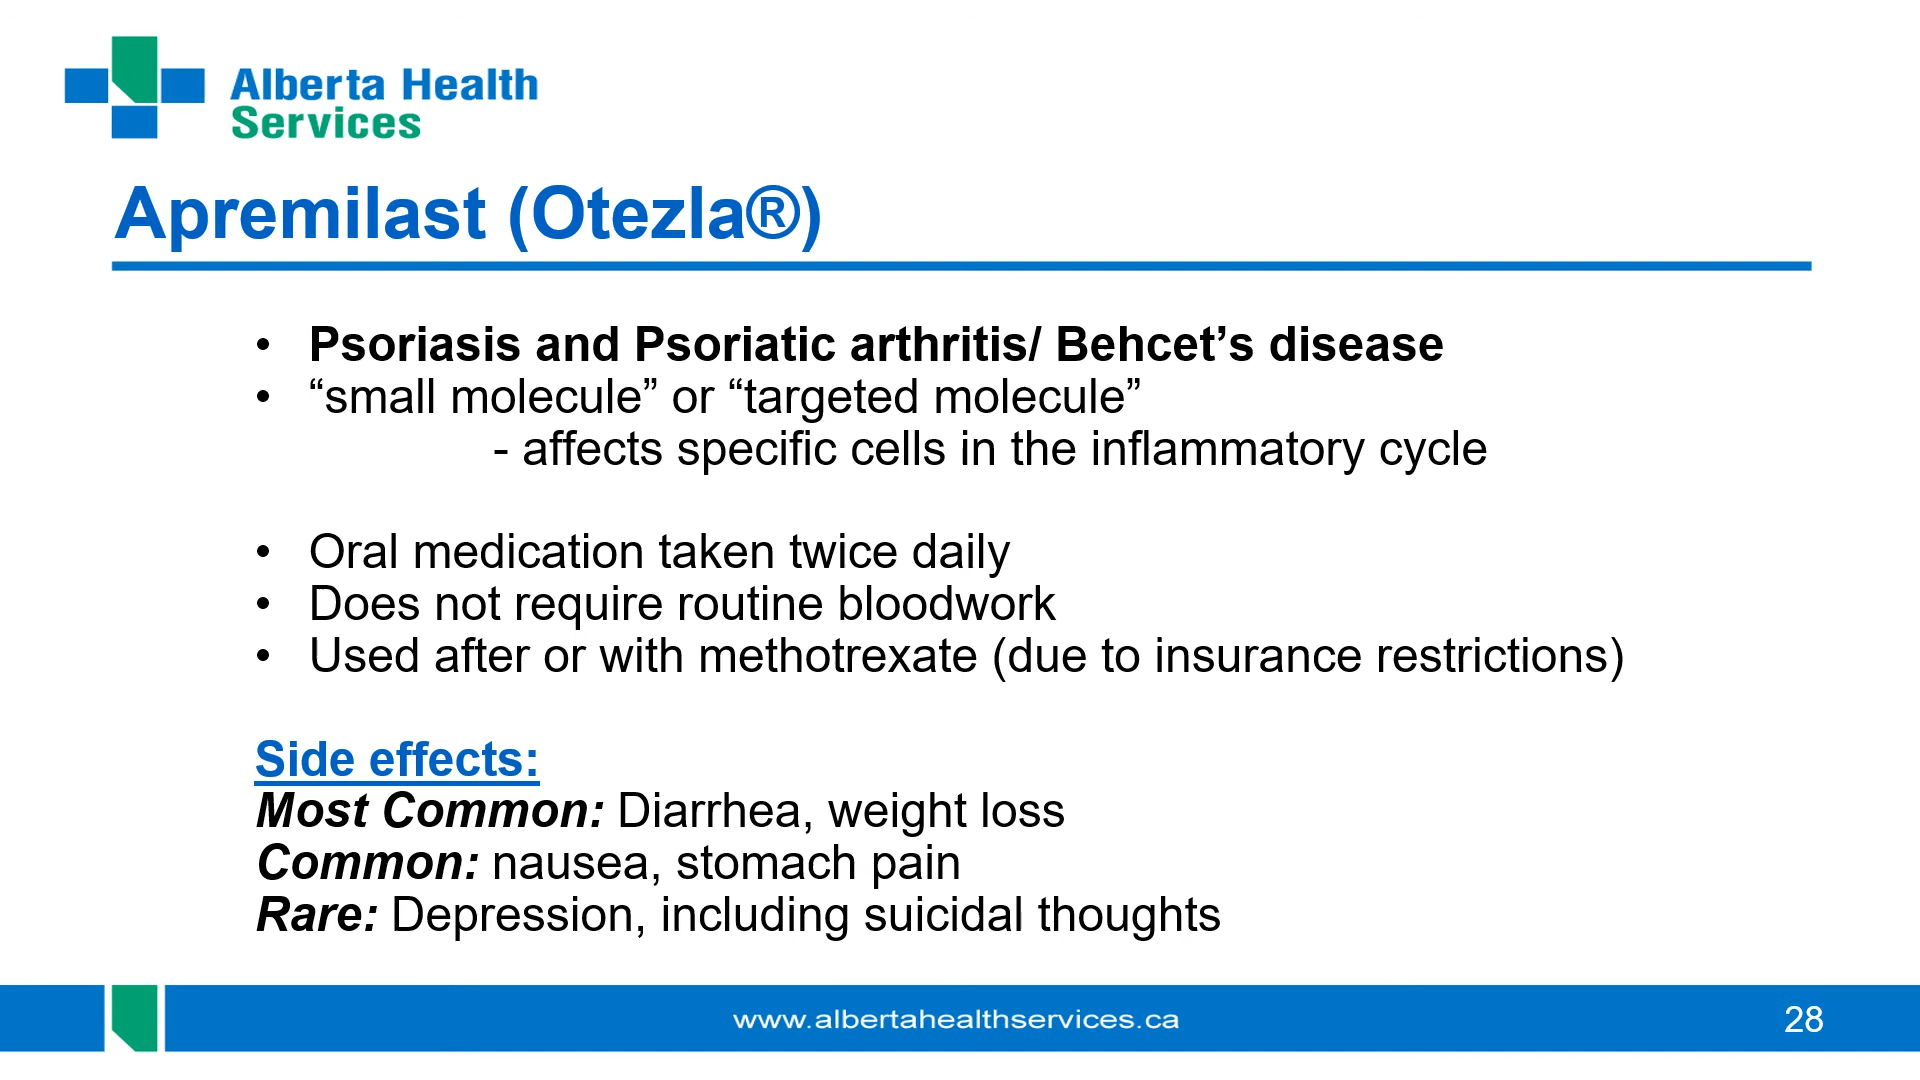 Alberta Health
Services
Apremilast (Otezla®)
• Psoriasis and Psoriatic arthritis/ Behcet’s disease
• “small molecule” or “targeted molecule”
- affects specific cells in the inflammatory cycle
• Oral medication taken twice daily
• Does not require routine bloodwork
• Used after or with methotrexate (due to insurance restrictions)
Side effects:
Most Common: Diarrhea, weight loss
Common: nausea, stomach pain
Rare: Depression, including suicidal thoughts
www.albertahealthservices.ca
28